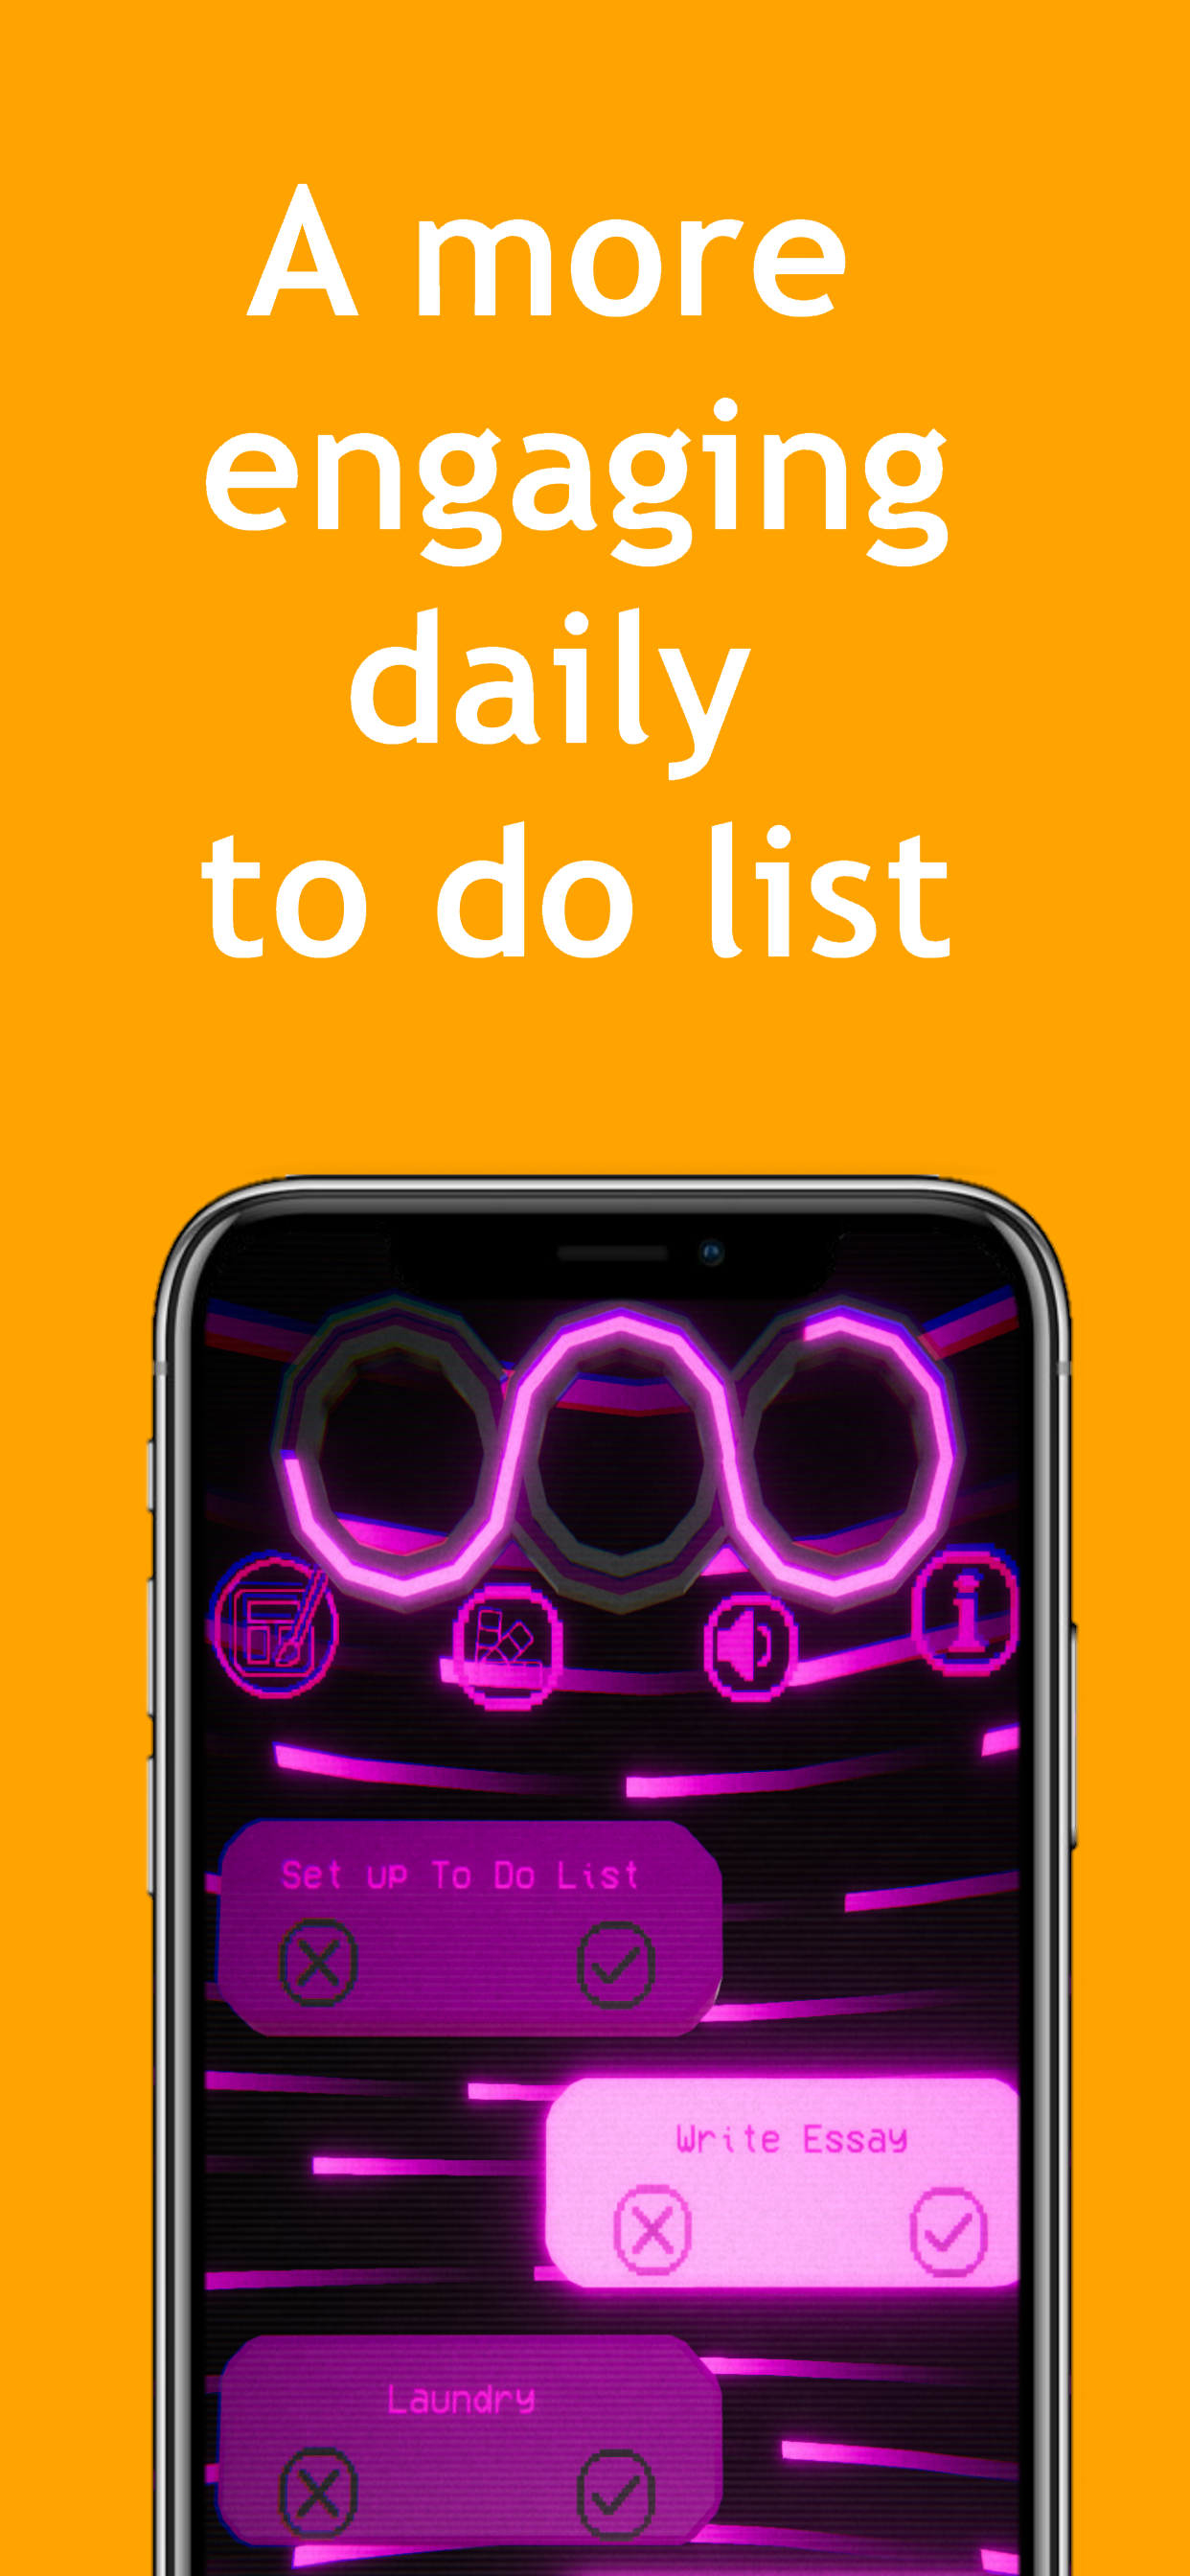 A more
engaging
daily
to do list
Set up To Do List
Write Essay
Laundry